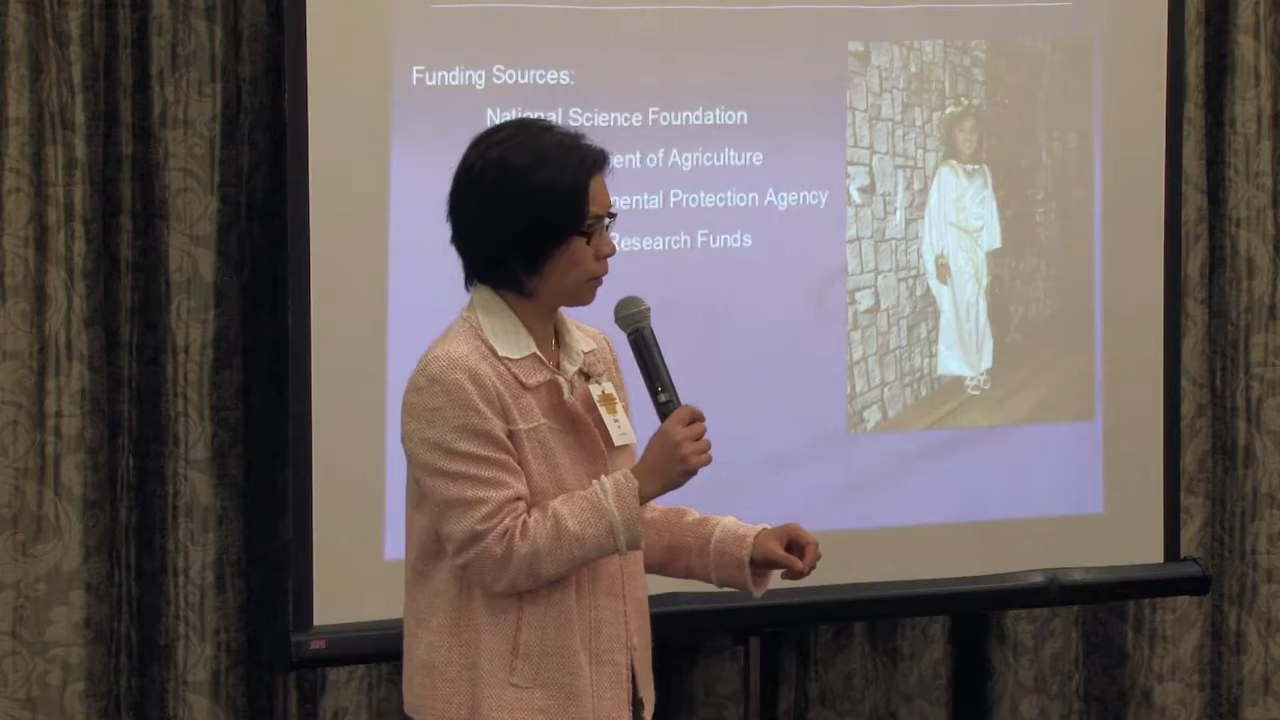 Funding Sources:
National Science Foundation
ent of Agriculture
mental Protection Agency
Research Funds